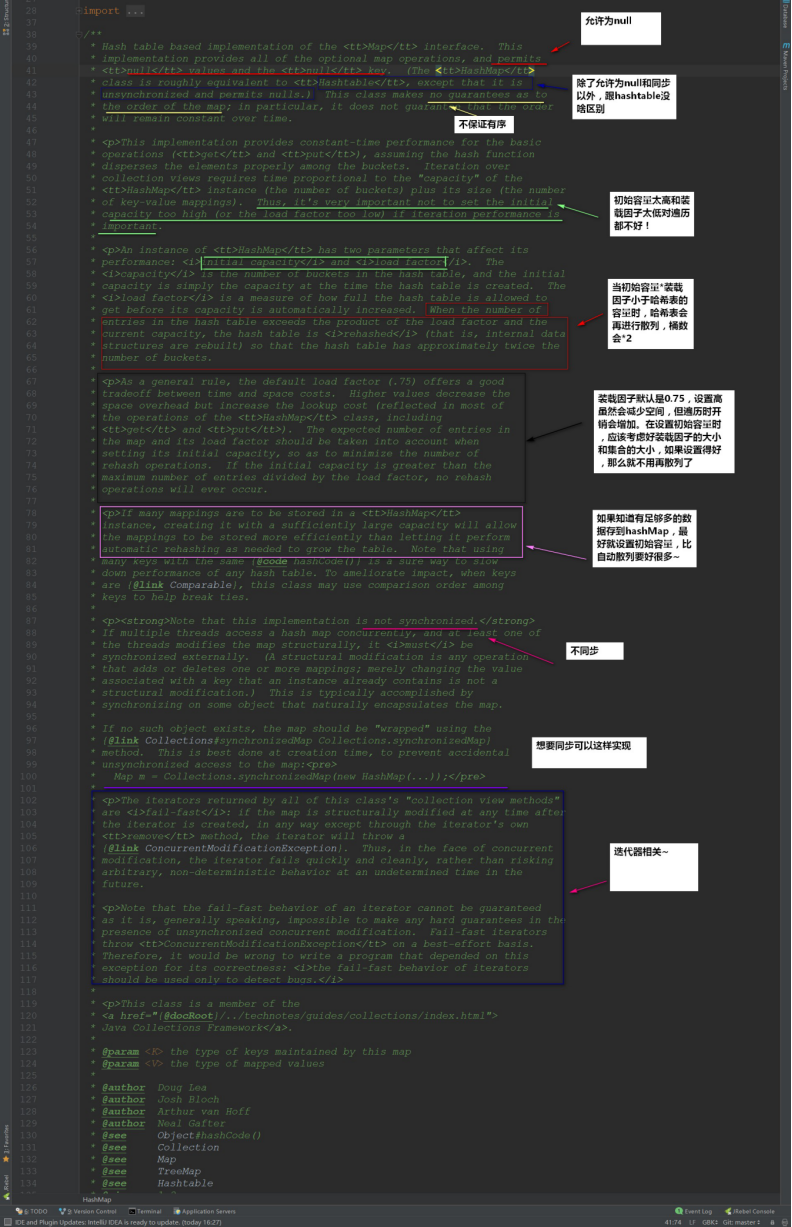 2: Structure
Database
Maven Projects
26
import ...
37
38
/**
39
* Hash table based implementation of the <tt>Map</tt> interface.  This
允许为null
40
* implementation provides all of the optional map operations, and permits
41
* <tt>null</tt> values and the <tt>null</tt> key.  (The <tt>HashMap</tt>
42
* class is roughly equivalent to <tt>Hashtable</tt>, except that it is
43
* unsynchronized and permits nulls.)  This class makes no guarantees as to
除了允许为null和同步
以外，跟hashtable没
啥区别
44
* the order of the map; in particular, it does not guarantee that the order
45
* will remain constant over time.
不保证有序
46
*
47
* <p>This implementation provides constant-time performance for the basic
48
* operations (<tt>get</tt> and <tt>put</tt>), assuming the hash function
49
* disperses the elements properly among the buckets.  Iteration over
50
* collection views requires time proportional to the "capacity" of the
51
* <tt>HashMap</tt> instance (the number of buckets) plus its size (the number
52
* of key-value mappings).  Thus, it's very important not to set the initial
53
* capacity too high (or the load factor too low) if iteration performance is
54
* important.
初始容量太高和装
载因子太低对遍历
都不好！
55
*
56
* <p>An instance of <tt>HashMap</tt> has two parameters that affect its
57
* performance: <i>initial capacity</i> and <i>load factor</i>.  The
58
* <i>capacity</i> is the number of buckets in the hash table, and the initial
59
* capacity is simply the capacity at the time the hash table is created.  The
60
* <i>load factor</i> is a measure of how full the hash table is allowed to
61
* get before its capacity is automatically increased.  When the number of
62
* entries in the hash table exceeds the product of the load factor and the
63
* current capacity, the hash table is <i>rehashed</i> (that is, internal data
64
* structures are rebuilt) so that the hash table has approximately twice the
65
* number of buckets.
当初始容量*装载
因子小于哈希表的
容量时，哈希表会
再进行散列，桶数
会*2
66
*
67
* <p>As a general rule, the default load factor (.75) offers a good
68
* tradeoff between time and space costs.  Higher values decrease the
69
* space overhead but increase the lookup cost (reflected in most of
70
* the operations of the <tt>HashMap</tt> class, including
71
* <tt>get</tt> and <tt>put</tt>).  The expected number of entries in
72
* the map and its load factor should be taken into account when
73
* setting its initial capacity, so as to minimize the number of
74
* rehash operations.  If the initial capacity is greater than the
75
* maximum number of entries divided by the load factor, no rehash
76
* operations will ever occur.
装载因子默认是0.75，设置高
虽然会减少空间，但遍历时开
销会增加。在设置初始容量时
，应该考虑好装载因子的大小
和集合的大小，如果设置得好
，那么就不用再散列了
77
*
78
* <p>If many mappings are to be stored in a <tt>HashMap</tt>
79
* instance, creating it with a sufficiently large capacity will allow
80
* the mappings to be stored more efficiently than letting it perform
81
* automatic rehashing as needed to grow the table.  Note that using
如果知道有足够多的数
据存到hashMap，最
好就设置初始容量，比
自动散列要好很多~
82
* many keys with the same {@code hashCode()} is a sure way to slow
83
* down performance of any hash table. To ameliorate impact, when keys
84
* are {@link Comparable}, this class may use comparison order among
85
* keys to help break ties.
86
*
87
* <p><strong>Note that this implementation is not synchronized.</strong>
88
* If multiple threads access a hash map concurrently, and at least one of
89
* the threads modifies the map structurally, it <i>must</i> be
90
* synchronized externally.  (A structural modification is any operation
不同步
91
* that adds or deletes one or more mappings; merely changing the value
92
* associated with a key that an instance already contains is not a
93
* structural modification.)  This is typically accomplished by
94
* synchronizing on some object that naturally encapsulates the map.
95
*
96
* If no such object exists, the map should be "wrapped" using the
97
* {@link Collections#synchronizedMap Collections.synchronizedMap}
98
* method.  This is best done at creation time, to prevent accidental
想要同步可以这样实现
99
* unsynchronized access to the map:<pre>
100
*   Map m = Collections.synchronizedMap(new HashMap(...));</pre>
101
*
102
* <p>The iterators returned by all of this class's "collection view methods"
103
* are <i>fail-fast</i>: if the map is structurally modified at any time after
104
* the iterator is created, in any way except through the iterator's own
105
* <tt>remove</tt> method, the iterator will throw a
106
* {@link ConcurrentModificationException}.  Thus, in the face of concurrent
107
* modification, the iterator fails quickly and cleanly, rather than risking
108
* arbitrary, non-deterministic behavior at an undetermined time in the
109
* future.
迭代器相关~
110
*
111
* <p>Note that the fail-fast behavior of an iterator cannot be guaranteed
112
* as it is, generally speaking, impossible to make any hard guarantees in the
113
* presence of unsynchronized concurrent modification.  Fail-fast iterators
114
* throw <tt>ConcurrentModificationException</tt> on a best-effort basis.
115
* Therefore, it would be wrong to write a program that depended on this
116
* exception for its correctness: <i>the fail-fast behavior of iterators
117
* should be used only to detect bugs.</i>
118
*
119
* <p>This class is a member of the
120
* <a href="{@docRoot}/../technotes/guides/collections/index.html">
121
* Java Collections Framework</a>.
122
*
123
* @param <K> the type of keys maintained by this map
124
* @param <V> the type of mapped values
125
*
126
* @author  Doug Lea
127
* @author  Josh Bloch
128
* @author  Arthur van Hoff
129
* @author  Neal Gafter
130
* @see     Object#hashCode()
131
* @see     Collection
132
* @see     Map
133
* @see     TreeMap
134
* @see     Hashtable
2: Favorites
JRebel
HashMap
6: TODO
9: Version Control
Terminal
Application Servers
Event Log
JRebel Console
IDE and Plugin Updates: IntelliJ IDEA is ready to update. (today 16:27)
41:74
LF
GBK
Git: master